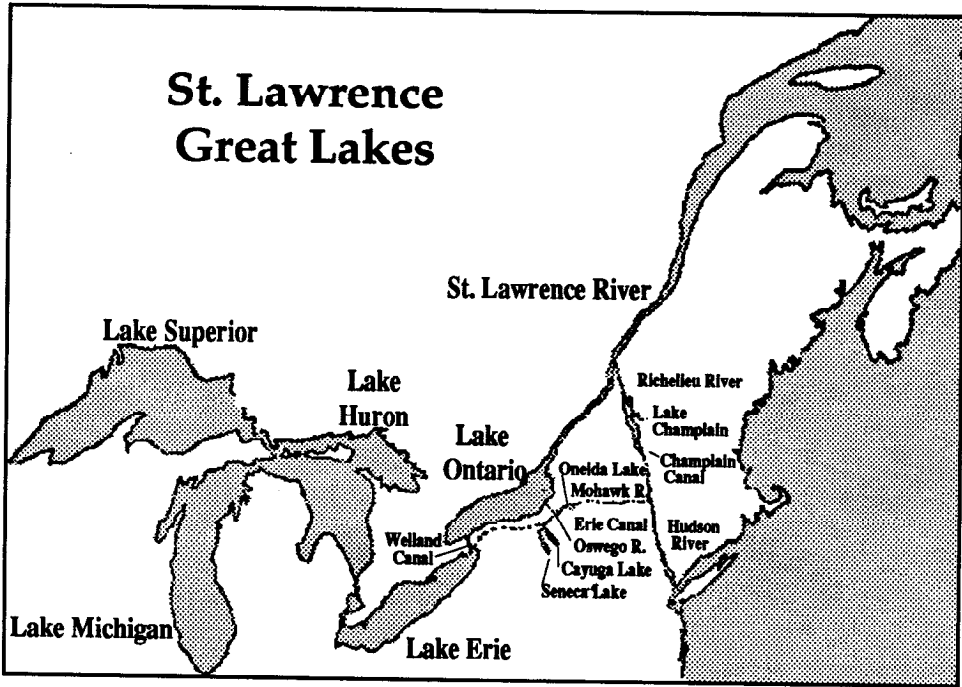 St. Lawrence
Great Lakes
St. Lawrence River
Lake Superior
Lake
Huron
Lake
Ontario
Richelieu River
Lake
Champlain
Champlain
Canal
Oneida Lake
Mohawk R.
Erie Canal
Oswego R.
Hudson
River
Welland
Canal
Cayuga Lake
Seneca Lake
Lake Michigan
Lake Erie